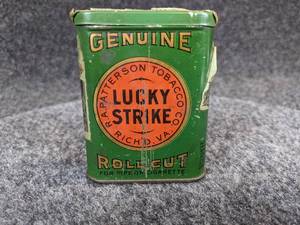 GENUINE
R.A. PATTERSON TOBACCO CO.
LUCKY
STRIKE
RICH'D. VA.
ROLL CUT
FOR PIPE OR CIGARETTE